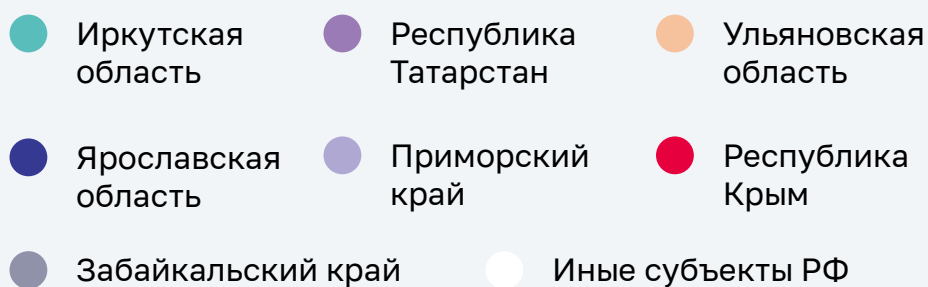 Иркутская
область
Республика
Татарстан
Ульяновская
область
Ярославская
область
Приморский
край
Республика
Крым
Забайкальский край
Иные субъекты РФ